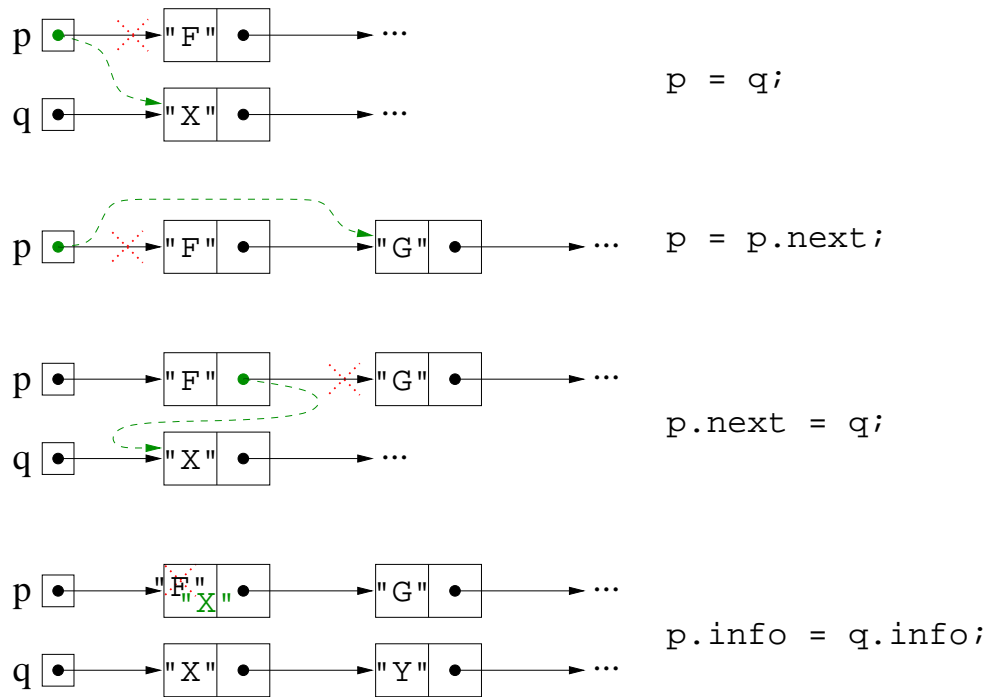 p "F" ...
p = q;
q "X" ...
p "F" "G" ...
p = p.next;
p "F" "G" ...
p.next = q;
q "X" ...
p "F" "X" "G" ...
p.info = q.info;
q "X" "Y" ...